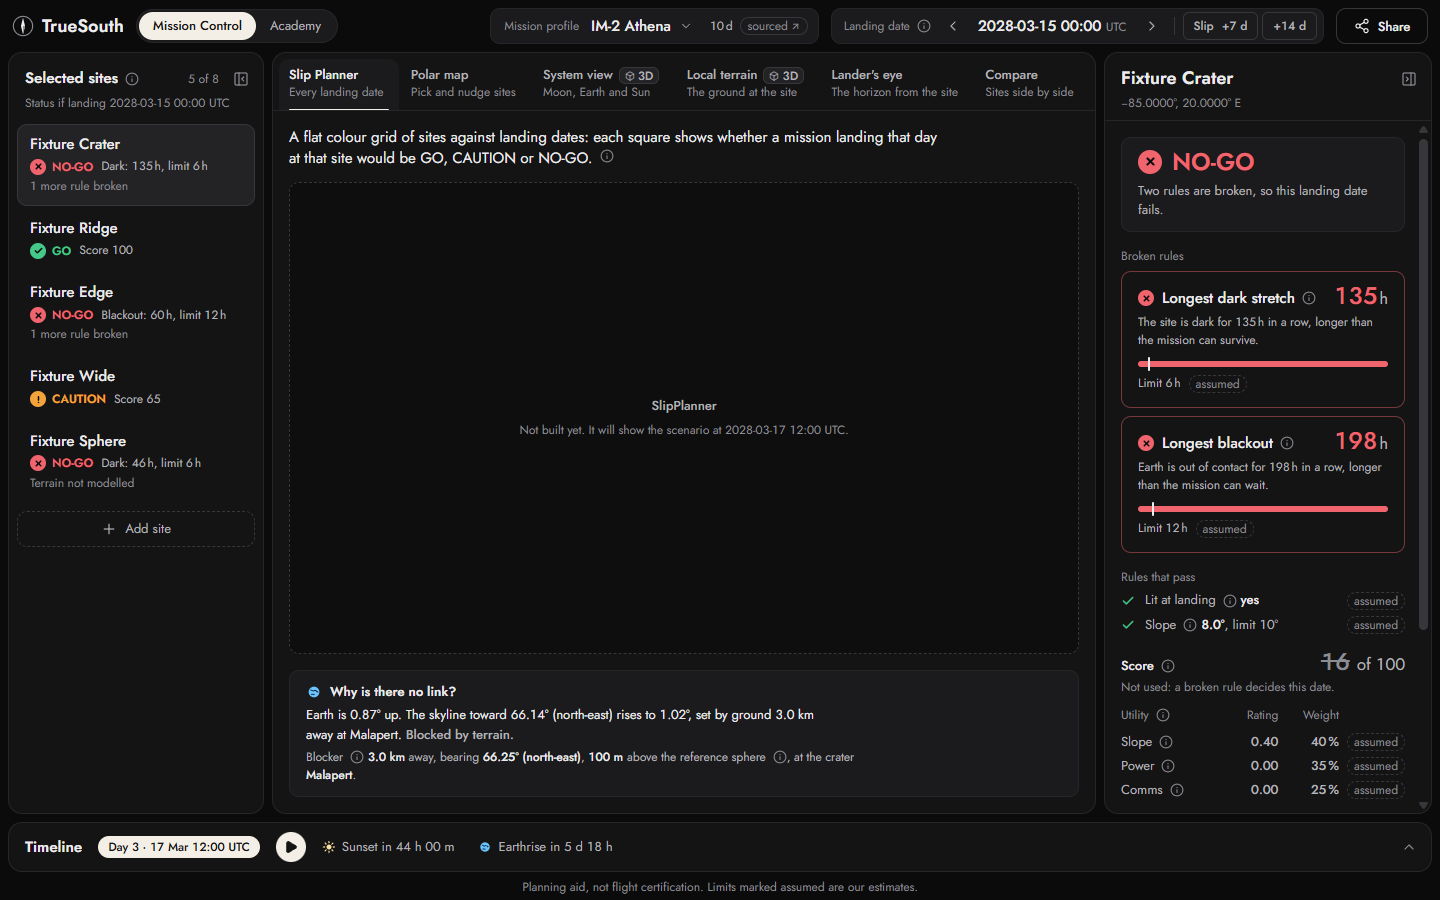 TrueSouth
Mission Control
Academy
Mission profile IM-2 Athena 10 d sourced ↗
Landing date 2028-03-15 00:00 UTC
Slip +7 d
+14 d
Share
Selected sites 5 of 8
Status if landing 2028-03-15 00:00 UTC
Fixture Crater
NO-GO Dark: 135 h, limit 6 h
1 more rule broken
Fixture Ridge
GO Score 100
Fixture Edge
NO-GO Blackout: 60 h, limit 12 h
1 more rule broken
Fixture Wide
CAUTION Score 65
Fixture Sphere
NO-GO Dark: 46 h, limit 6 h
Terrain not modelled
+ Add site
Slip Planner
Every landing date
Polar map
Pick and nudge sites
System view 3D
Moon, Earth and Sun
Local terrain 3D
The ground at the site
Lander's eye
The horizon from the site
Compare
Sites side by side
A flat colour grid of sites against landing dates: each square shows whether a mission landing that day
at that site would be GO, CAUTION or NO-GO.
SlipPlanner
Not built yet. It will show the scenario at 2028-03-17 12:00 UTC.
Why is there no link?
Earth is 0.87° up. The skyline toward 66.14° (north-east) rises to 1.02°, set by ground 3.0 km
away at Malapert. Blocked by terrain.
Blocker 3.0 km away, bearing 66.25° (north-east), 100 m above the reference sphere , at the crater
Malapert.
Fixture Crater
−85.0000°, 20.0000° E
NO-GO
Two rules are broken, so this landing date
fails.
Broken rules
Longest dark stretch 135 h
The site is dark for 135 h in a row, longer than
the mission can survive.
Limit 6 h assumed
Longest blackout 198 h
Earth is out of contact for 198 h in a row, longer
than the mission can wait.
Limit 12 h assumed
Rules that pass
Lit at landing yes assumed
Slope 8.0°, limit 10° assumed
Score 16 of 100
Not used: a broken rule decides this date.
Utility Rating Weight
Slope 0.40 40 % assumed
Power 0.00 35 % assumed
Comms 0.00 25 % assumed
Timeline
Day 3 · 17 Mar 12:00 UTC
Sunset in 44 h 00 m
Earthrise in 5 d 18 h
Planning aid, not flight certification. Limits marked assumed are our estimates.